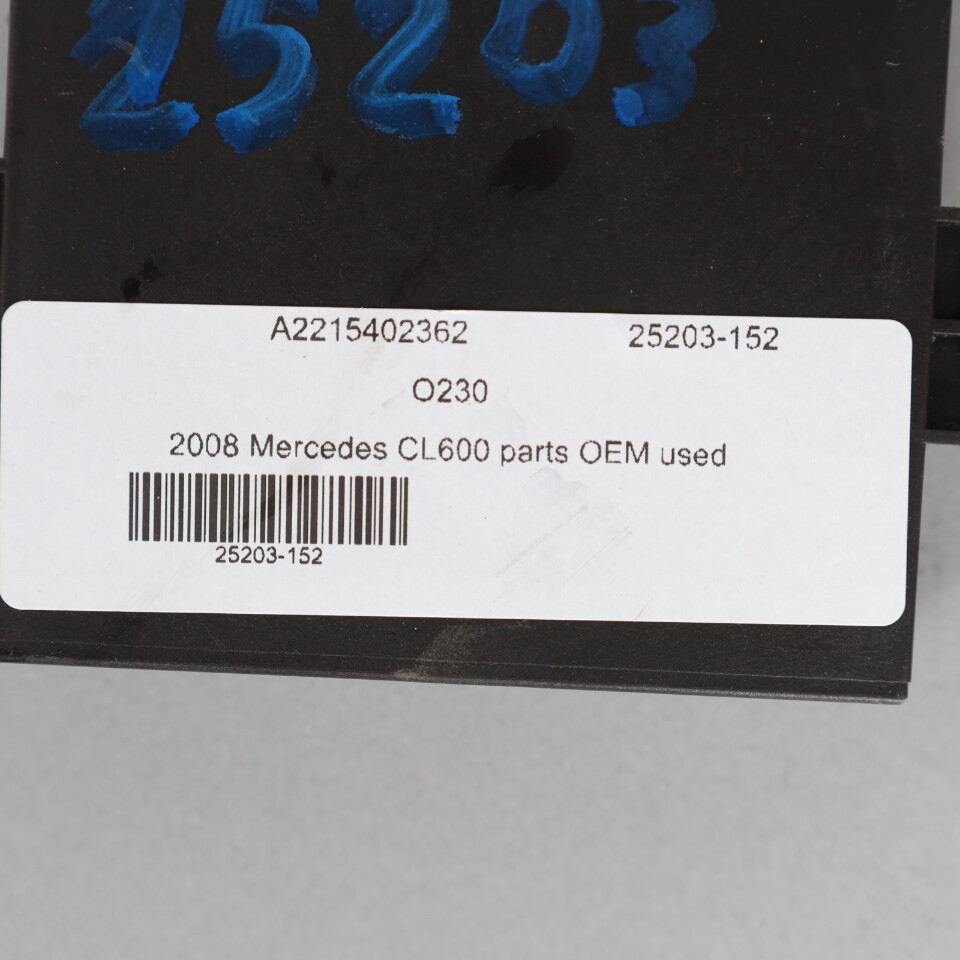 25203
A2215402362 25203-152
O230
2008 Mercedes CL600 parts OEM used
25203-152